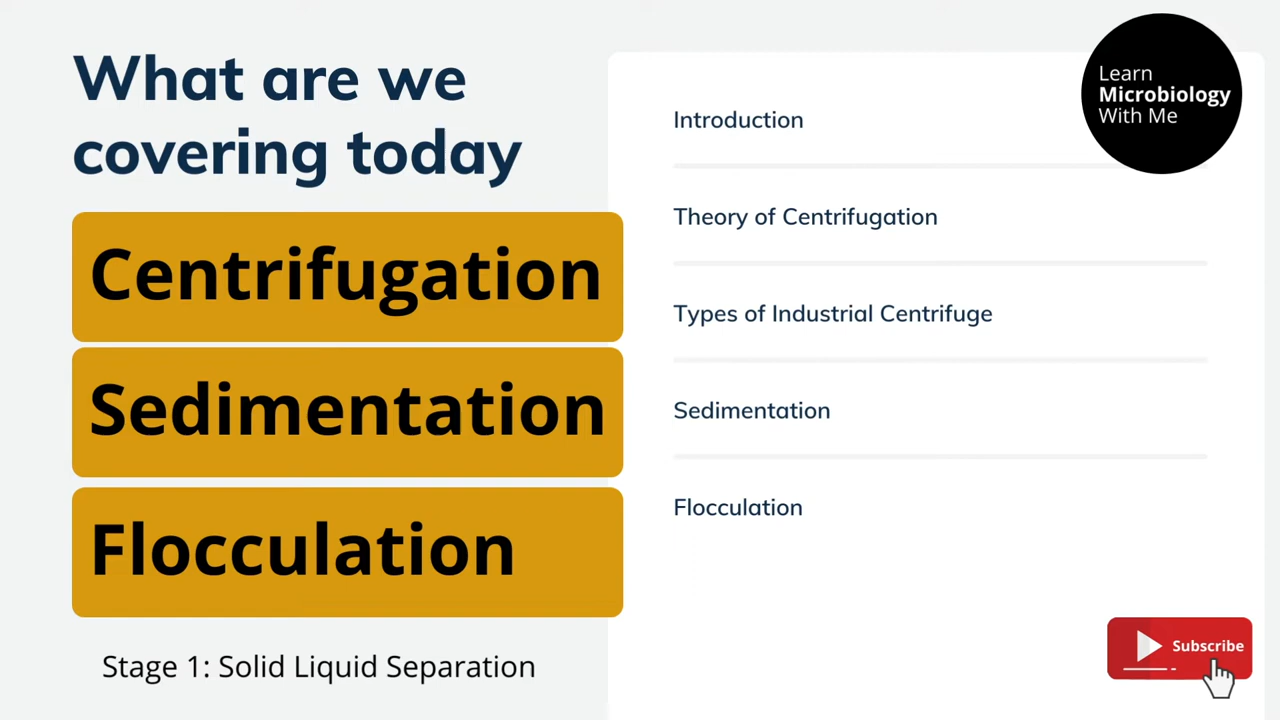 What are we
covering today
Centrifugation
Sedimentation
Flocculation
Stage 1: Solid Liquid Separation
Introduction
Theory of Centrifugation
Types of Industrial Centrifuge
Sedimentation
Flocculation
Learn
Microbiology
With Me
Subscribe